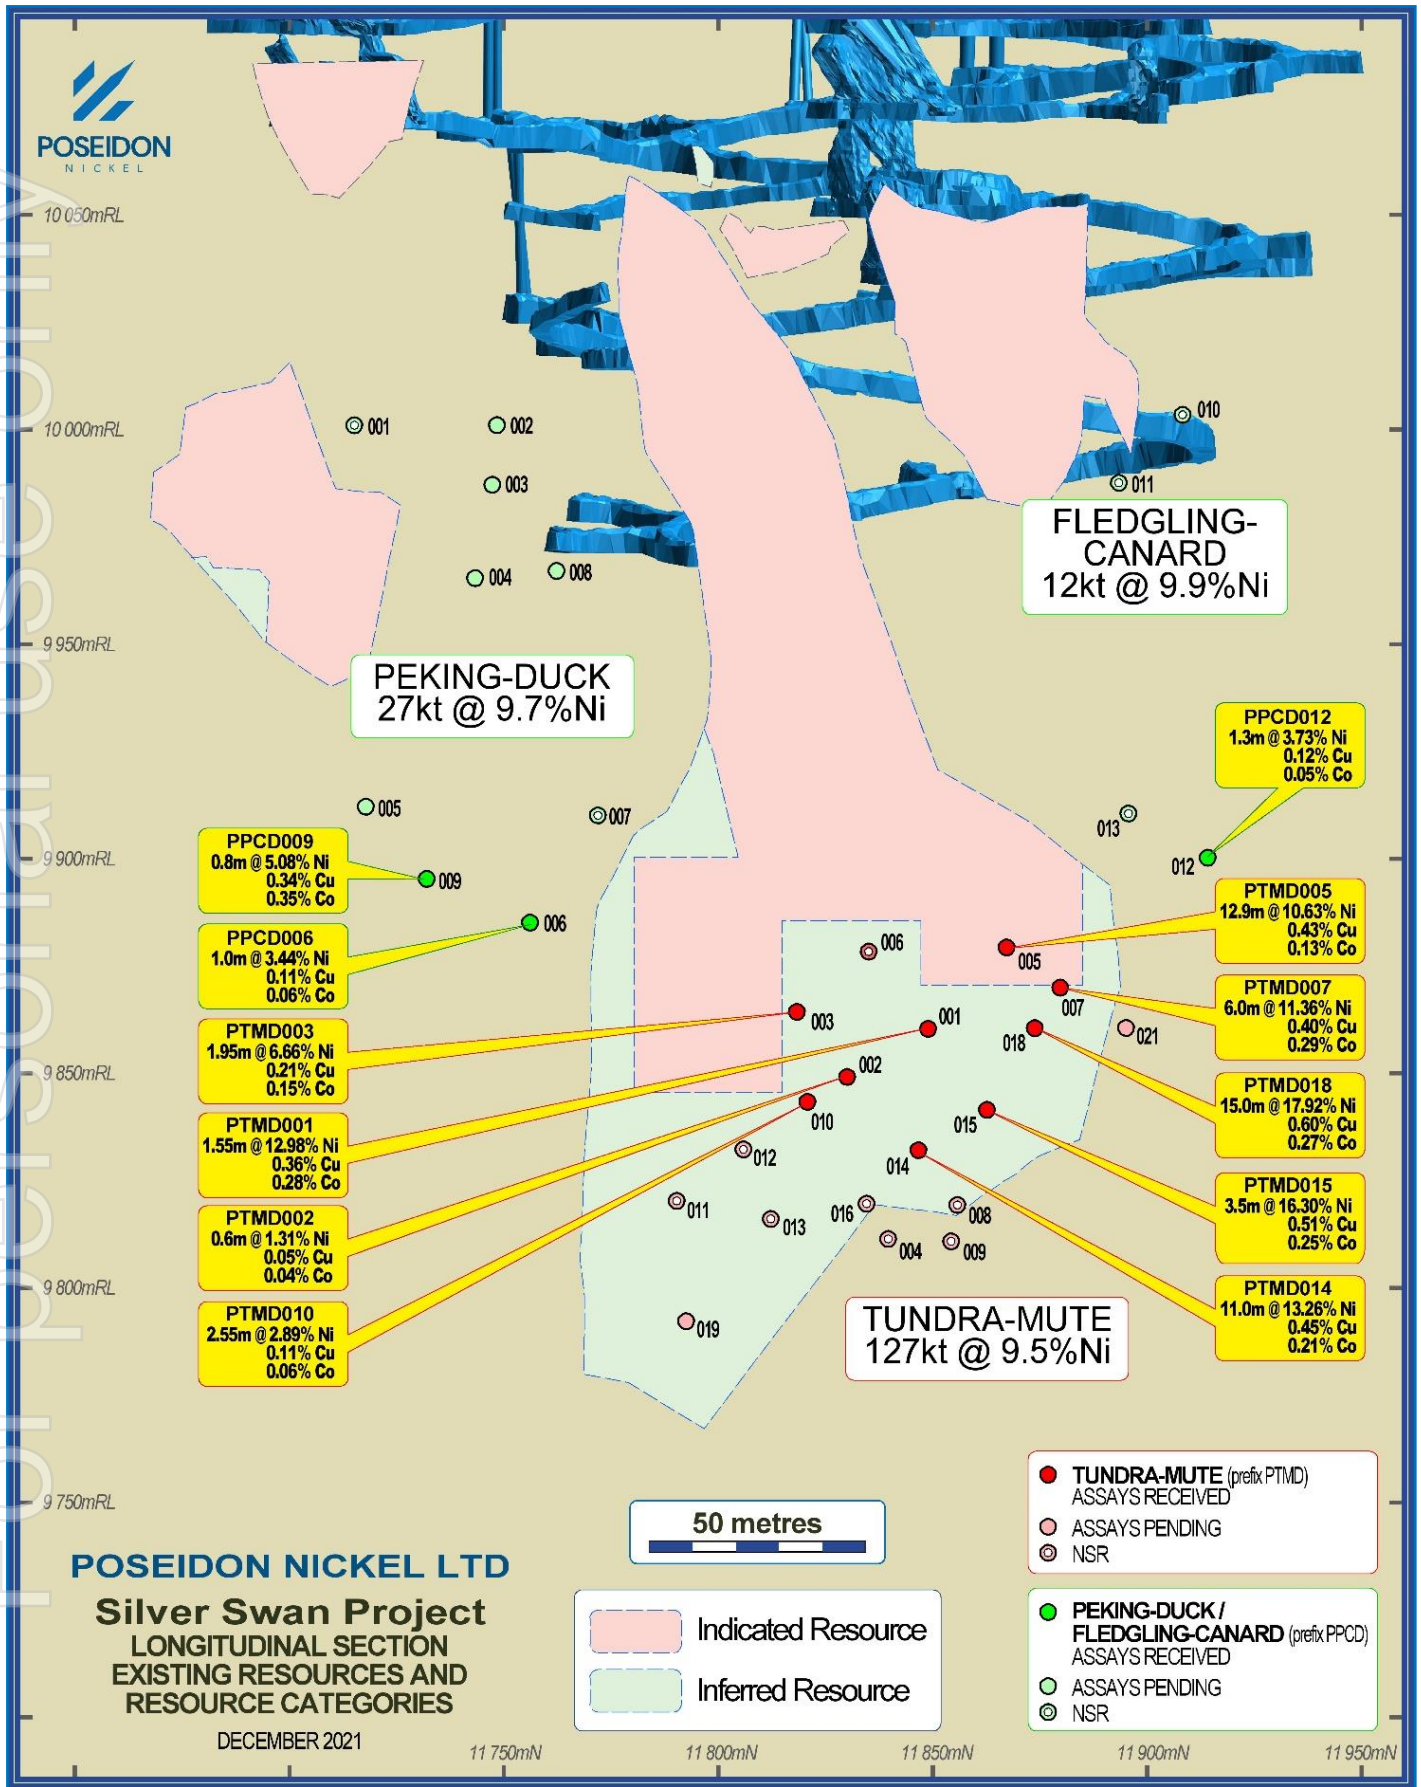 For personal use only
POSEIDON
NICKEL
10 050mRL
10 000mRL
9 950mRL
9 900mRL
9 850mRL
9 800mRL
9 750mRL
001
002
003
004
008
010
011
FLEDGLING-
CANARD
12kt @ 9.9%Ni
PEKING-DUCK
27kt @ 9.7%Ni
PPCD012
1.3m @ 3.73% Ni
0.12% Cu
0.05% Co
005
007
013
012
PPCD009
0.8m @ 5.08% Ni
0.34% Cu
0.35% Co
009
PPCD006
1.0m @ 3.44% Ni
0.11% Cu
0.06% Co
006
PTMD003
1.95m @ 6.66% Ni
0.21% Cu
0.15% Co
PTMD001
1.55m @ 12.98% Ni
0.36% Cu
0.28% Co
PTMD002
0.6m @ 1.31% Ni
0.05% Cu
0.04% Co
PTMD010
2.55m @ 2.89% Ni
0.11% Cu
0.06% Co
006
005
003
001
007
018
021
002
010
015
012
014
011
013
016
008
004
009
019
PTMD005
12.9m @ 10.63% Ni
0.43% Cu
0.13% Co
PTMD007
6.0m @ 11.36% Ni
0.40% Cu
0.29% Co
PTMD018
15.0m @ 17.92% Ni
0.60% Cu
0.27% Co
PTMD015
3.5m @ 16.30% Ni
0.51% Cu
0.25% Co
PTMD014
11.0m @ 13.26% Ni
0.45% Cu
0.21% Co
TUNDRA-MUTE
127kt @ 9.5%Ni
50 metres
TUNDRA-MUTE (prefix PTMD)
ASSAYS RECEIVED
ASSAYS PENDING
NSR
PEKING-DUCK /
FLEDGLING-CANARD (prefix PPCD)
ASSAYS RECEIVED
ASSAYS PENDING
NSR
Indicated Resource
Inferred Resource
POSEIDON NICKEL LTD
Silver Swan Project
LONGITUDINAL SECTION
EXISTING RESOURCES AND
RESOURCE CATEGORIES
DECEMBER 2021
11 750mN
11 800mN
11 850mN
11 900mN
11 950mN